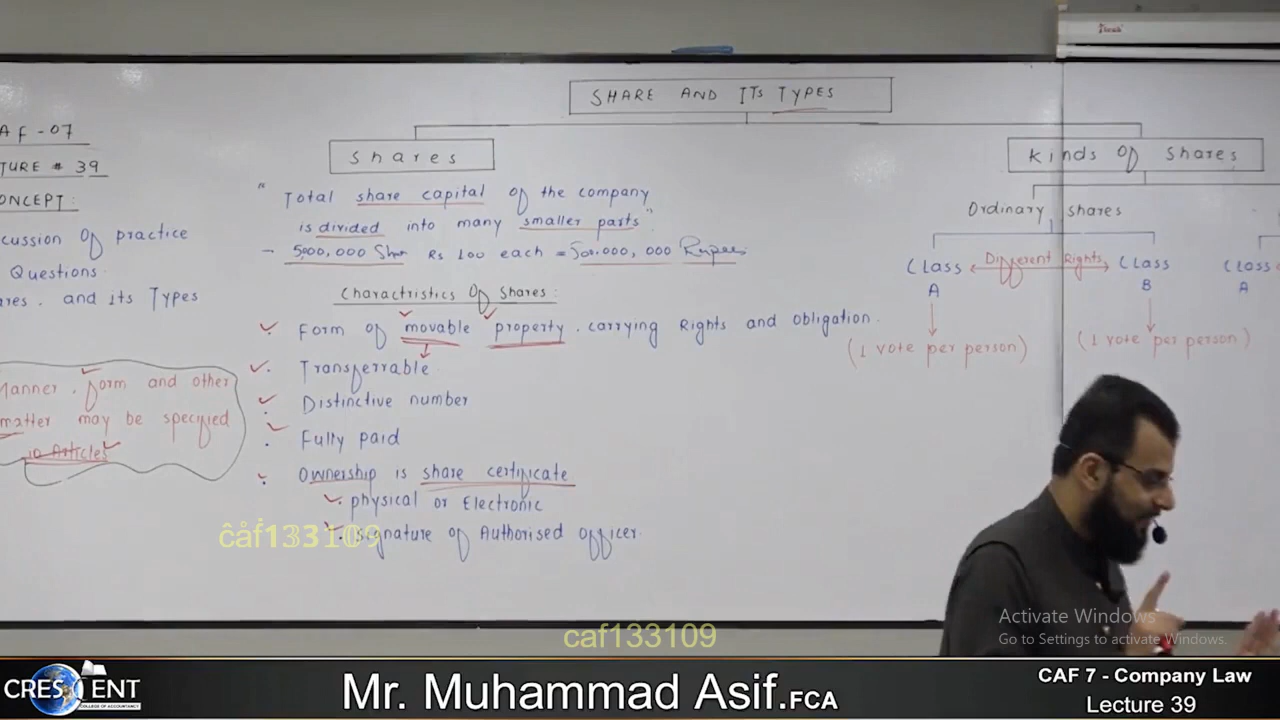 SHARE AND ITS TYPES
AF - 07
TURE # 39
ONCEPT:
cussion Of practice
Questions.
ares. and its Types
Manner. form and other
matter may be specified
in Articles
Shares
"Total share capital of the company
is divided into many smaller parts"
- 5,000,000 Share Rs 100 each = 500,000,000 Rupees
Charctristics Of Shares:
. Form of movable property. carrying Rights and obligation.
. Transferrable
. Distinctive number
. Fully paid
. Ownership is share certificate
. physical or Electronic
. signature of Authorised officer.
Kinds Of Shares
Ordinary shares
Class A
Different Rights
Class B
Class A
(1 vote per person)
(1 vote per person)
caf133109
caf133109
Activate Windows
Go to Settings to activate Windows.
CRESCENT
COLLEGE OF ACCOUNTANCY
Mr. Muhammad Asif.FCA
CAF 7 - Company Law
Lecture 39